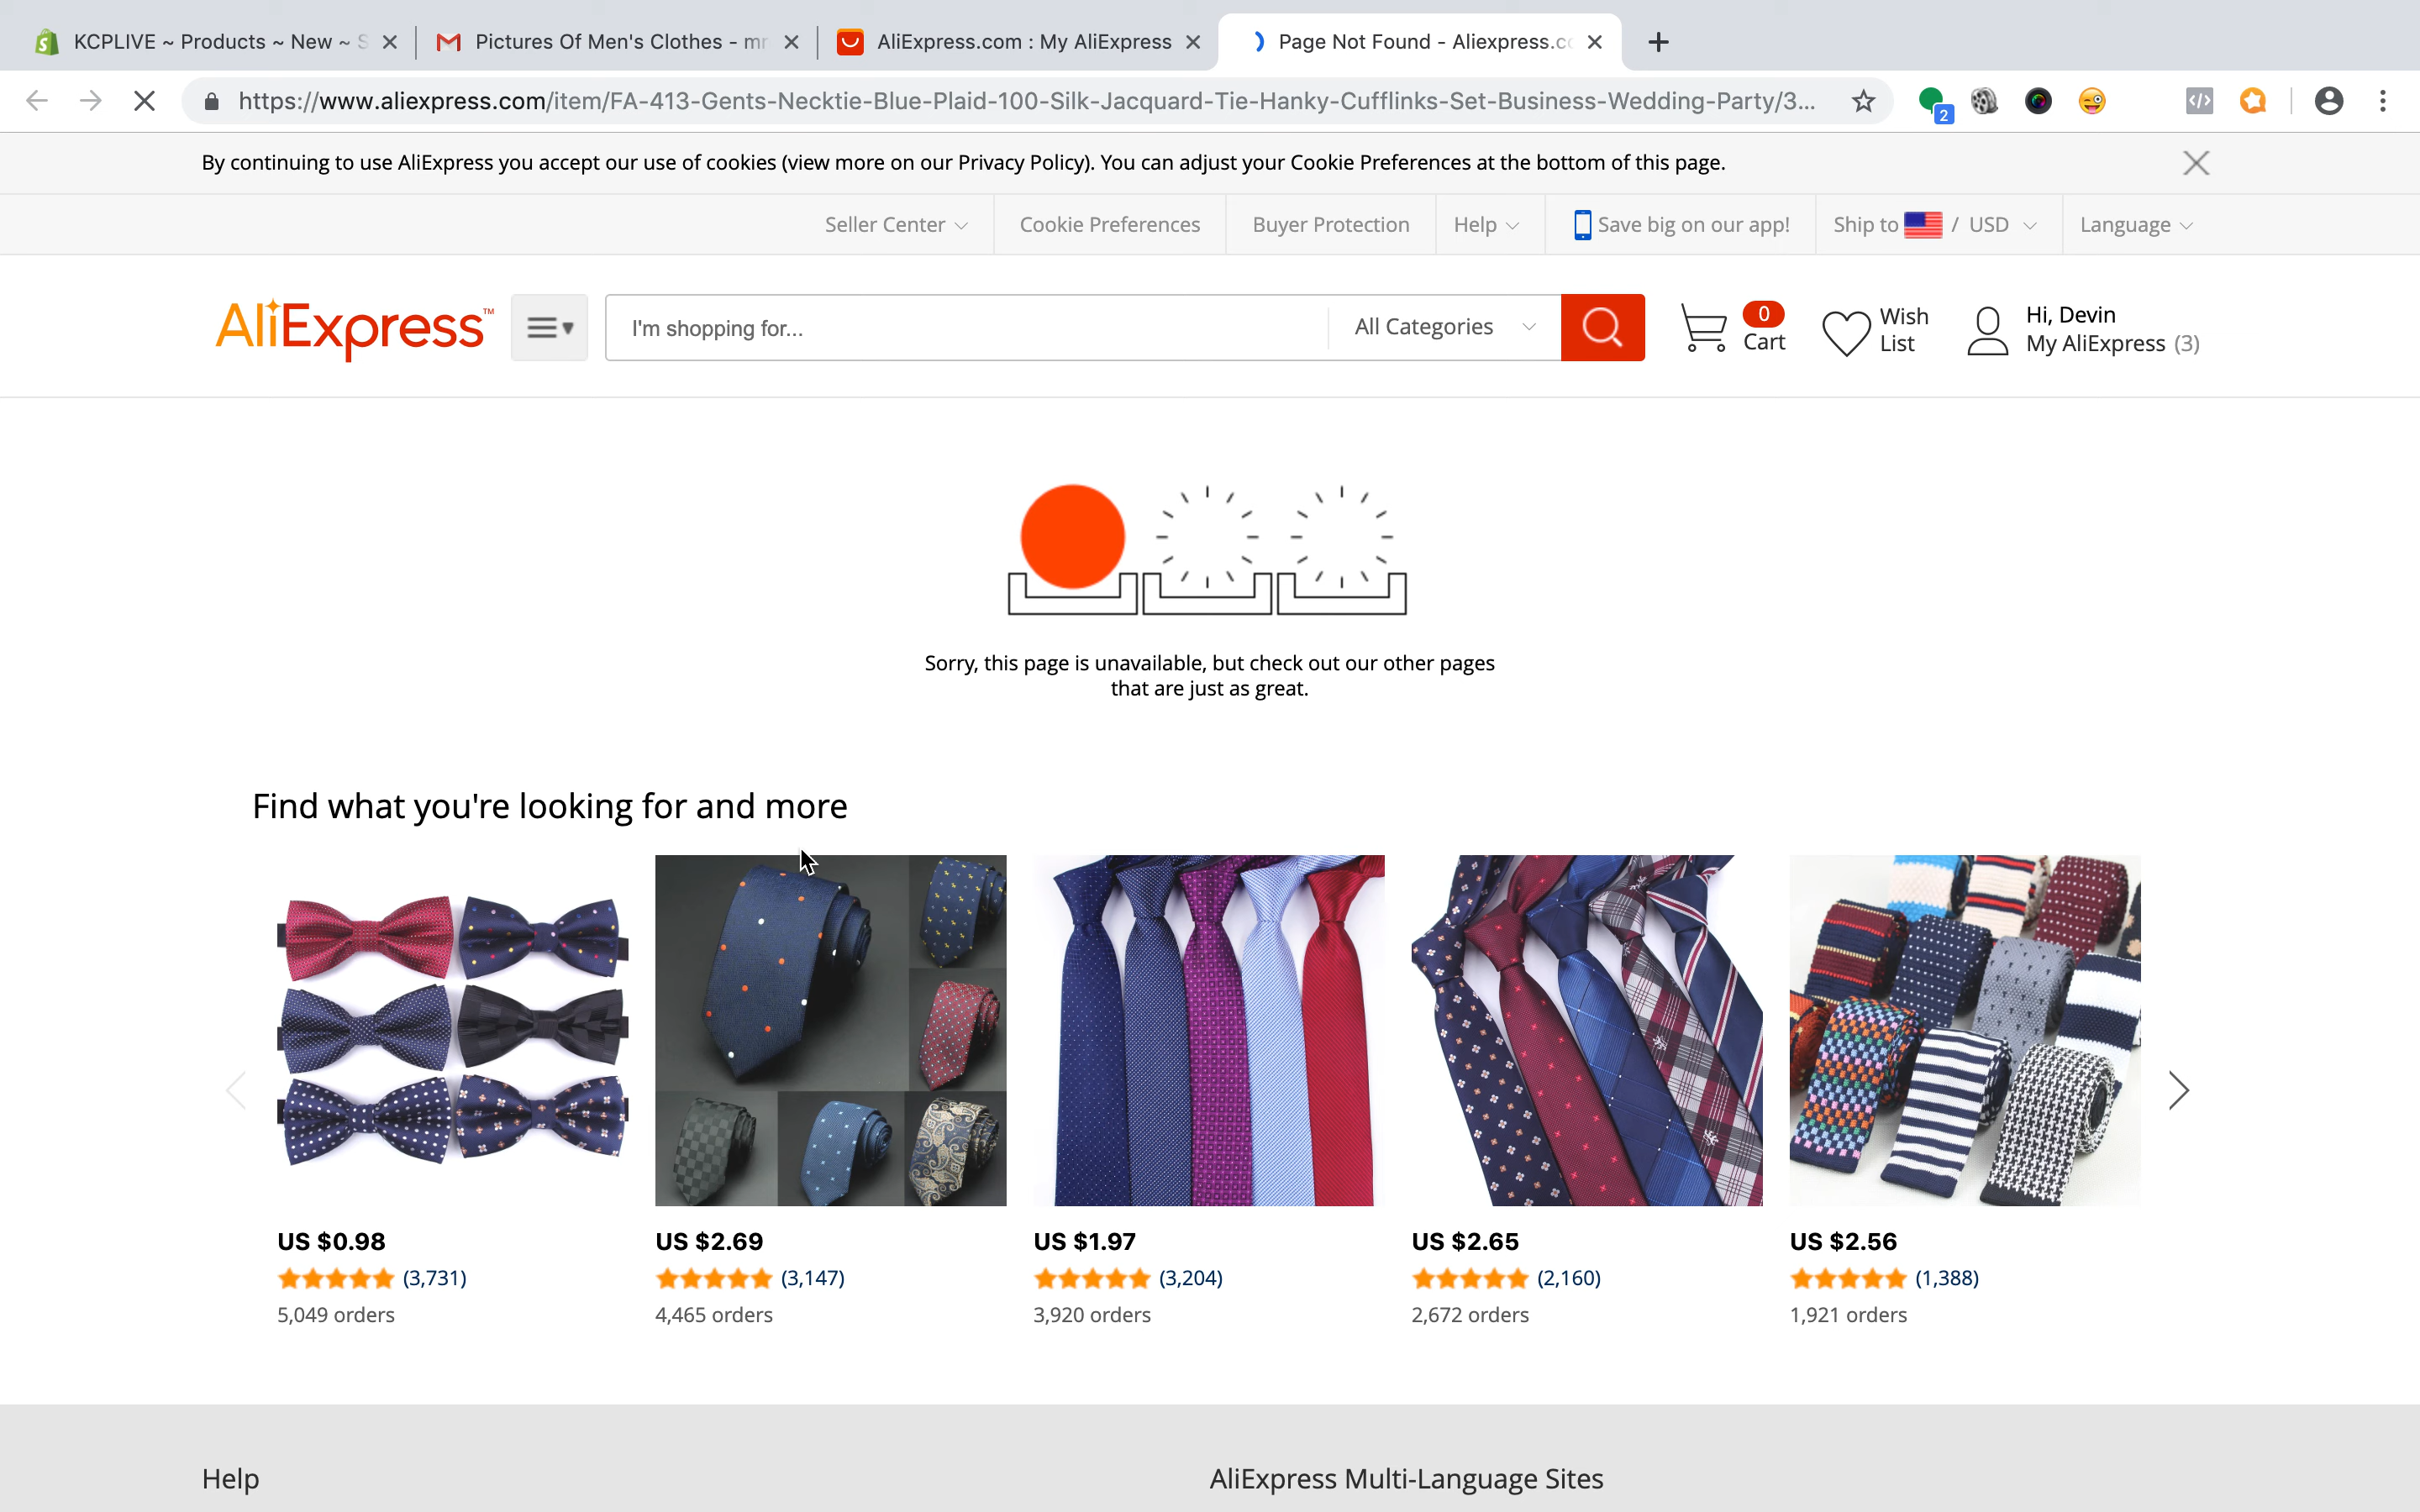 KCPLIVE ~ Products ~ New ~ S
Pictures Of Men's Clothes - mr
AliExpress.com : My AliExpress
Page Not Found - Aliexpress.co
https://www.aliexpress.com/item/FA-413-Gents-Necktie-Blue-Plaid-100-Silk-Jacquard-Tie-Hanky-Cufflinks-Set-Business-Wedding-Party/3...
2
By continuing to use AliExpress you accept our use of cookies (view more on our Privacy Policy). You can adjust your Cookie Preferences at the bottom of this page.
Seller Center
Cookie Preferences
Buyer Protection
Help
Save big on our app!
Ship to / USD
Language
AliExpress™
I'm shopping for...
All Categories
0
Cart
Wish
List
Hi, Devin
My AliExpress (3)
Sorry, this page is unavailable, but check out our other pages
that are just as great.
Find what you're looking for and more
US $0.98
(3,731)
5,049 orders
US $2.69
(3,147)
4,465 orders
US $1.97
(3,204)
3,920 orders
US $2.65
(2,160)
2,672 orders
US $2.56
(1,388)
1,921 orders
Help
AliExpress Multi-Language Sites